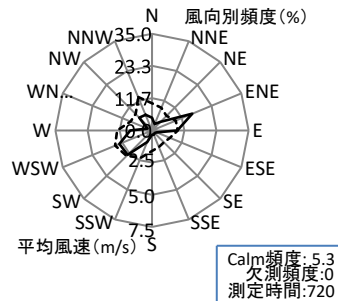 N 風向別頻度(%)
35.0
NNW NNE
NW 23.3 NE
WN... 11.7 ENE
W 0.0 E
WSW 2.5 ESE
SW 5.0 SE
SSW SSE
平均風速(m/s) 7.5
S
Calm頻度: 5.3
欠測頻度:0
測定時間:720